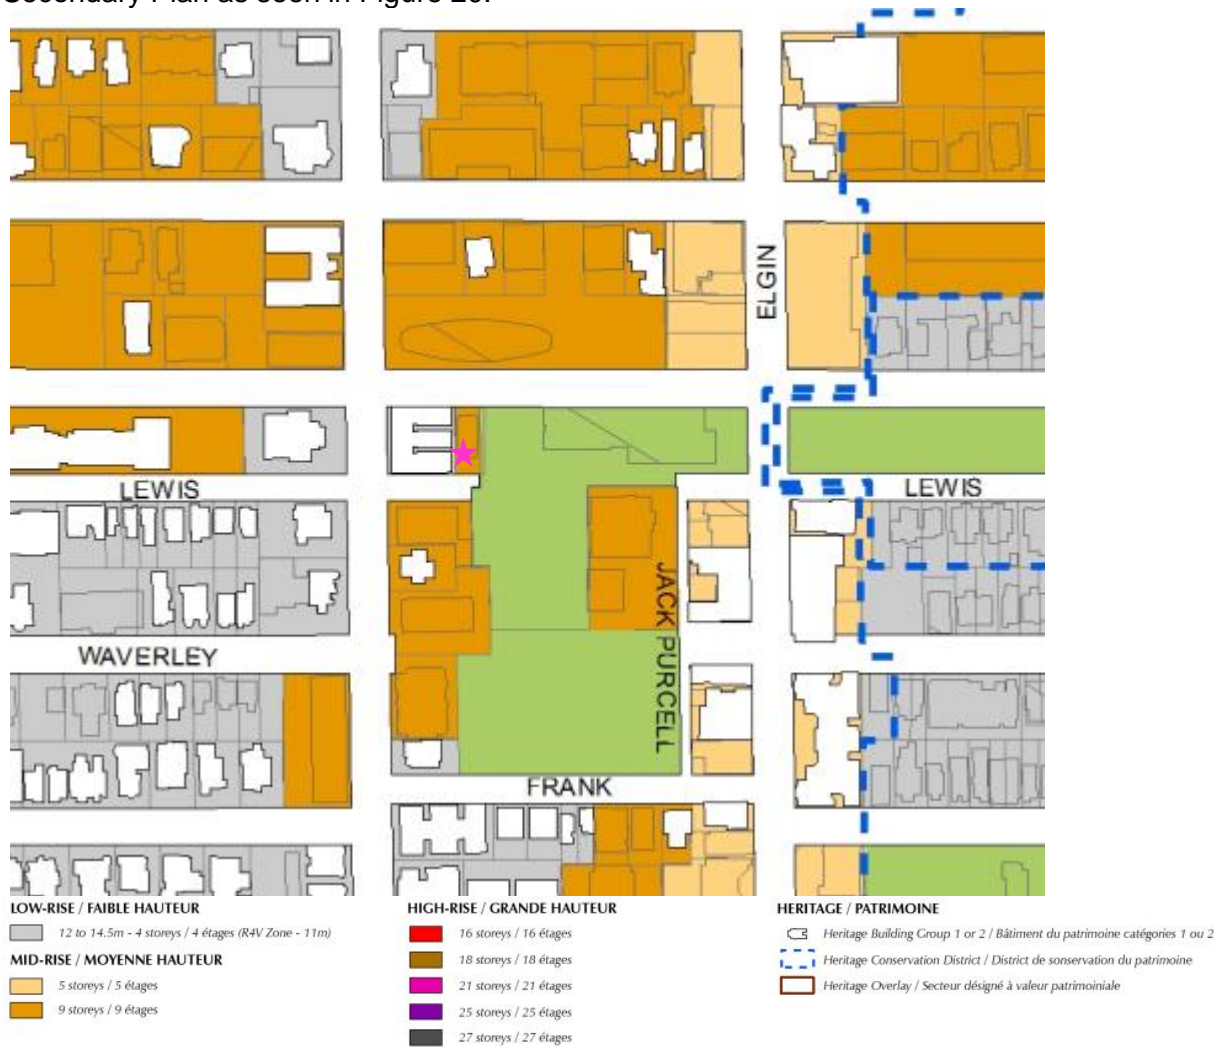 Secondary Plan as seen in Figure 20.
ELGIN
LEWIS
LEWIS
WAVERLEY
JACK PURCELL
FRANK
LOW-RISE / FAIBLE HAUTEUR
12 to 14.5m - 4 storeys / 4 étages (R4V Zone - 11m)
MID-RISE / MOYENNE HAUTEUR
5 storeys / 5 étages
9 storeys / 9 étages
HIGH-RISE / GRANDE HAUTEUR
16 storeys / 16 étages
18 storeys / 18 étages
21 storeys / 21 étages
25 storeys / 25 étages
27 storeys / 27 étages
HERITAGE / PATRIMOINE
Heritage Building Group 1 or 2 / Bâtiment du patrimoine catégories 1 ou 2
Heritage Conservation District / District de sonservation du patrimoine
Heritage Overlay / Secteur désigné à valeur patrimoiniale